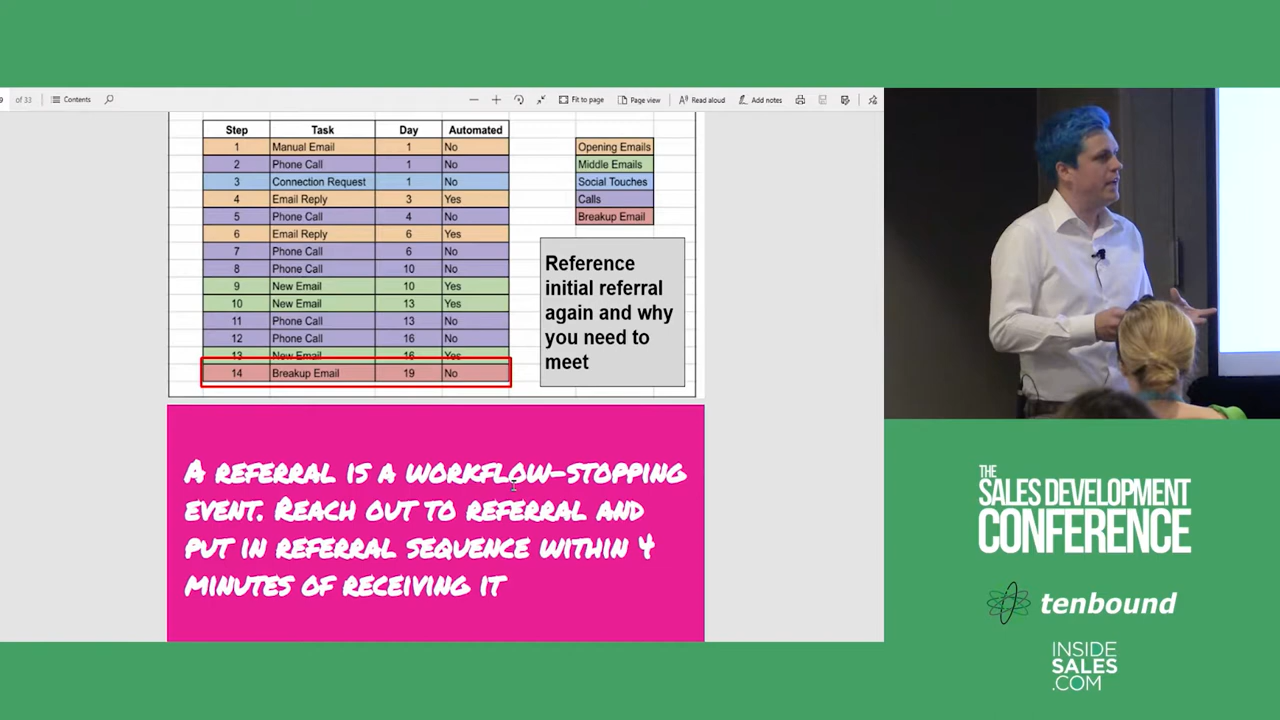 9 of 33 Contents Fit to page Page view Read aloud Add notes
Step Task Day Automated
1 Manual Email 1 No
2 Phone Call 1 No
3 Connection Request 1 No
4 Email Reply 3 Yes
5 Phone Call 4 No
6 Email Reply 6 Yes
7 Phone Call 6 No
8 Phone Call 10 No
9 New Email 10 Yes
10 New Email 13 Yes
11 Phone Call 13 No
12 Phone Call 16 No
13 New Email 16 Yes
14 Breakup Email 19 No
Opening Emails
Middle Emails
Social Touches
Calls
Breakup Email
Reference
initial referral
again and why
you need to
meet
A REFERRAL IS A WORKFLOW-STOPPING
EVENT. REACH OUT TO REFERRAL AND
PUT IN REFERRAL SEQUENCE WITHIN 4
MINUTES OF RECEIVING IT
THE
SALES DEVELOPMENT
CONFERENCE
tenbound
INSIDE
SALES
.COM